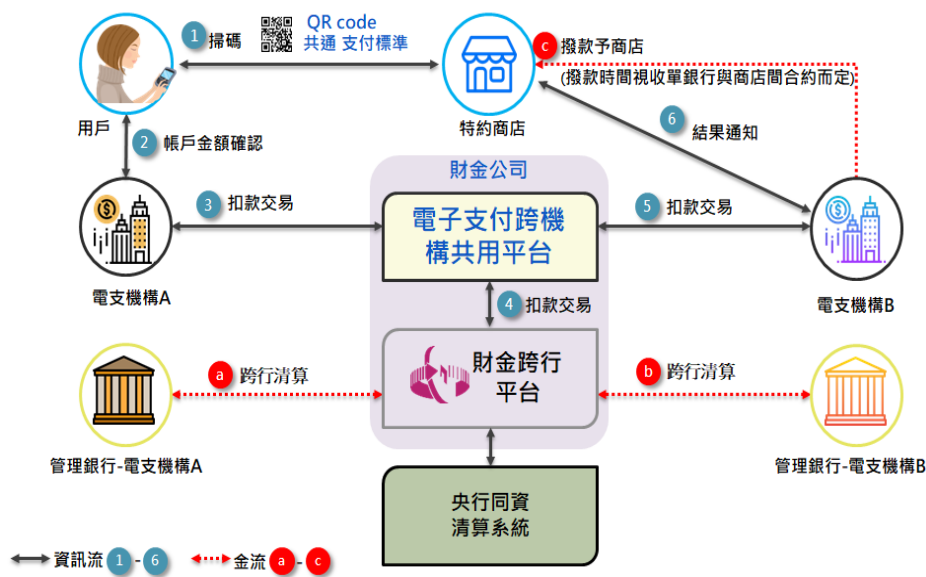 1 掃碼
QR code
共通 支付標準
c 撥款予商店
(撥款時間視收單銀行與商店間合約而定)
用戶
特約商店
6 結果通知
2 帳戶金額確認
財金公司
3 扣款交易
電子支付跨機
構共用平台
5 扣款交易
電支機構A
4 扣款交易
電支機構B
a 跨行清算
財金跨行
平台
b 跨行清算
管理銀行-電支機構A
管理銀行-電支機構B
央行同資
清算系統
資訊流 1 - 6
金流 a - c